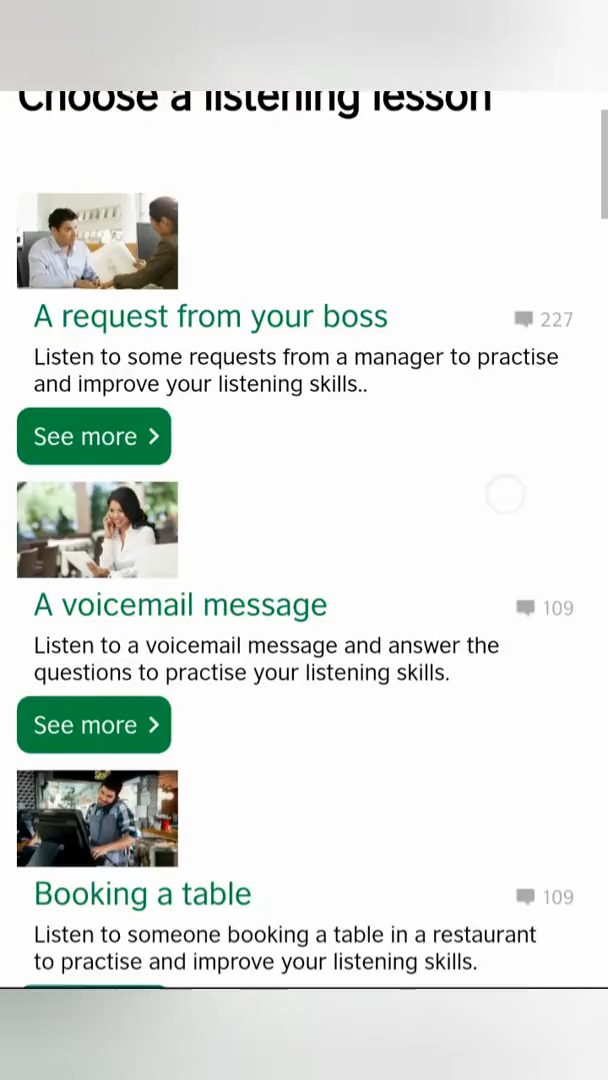 Choose a listening lesson
A request from your boss
227
Listen to some requests from a manager to practise
and improve your listening skills..
See more
A voicemail message
109
Listen to a voicemail message and answer the
questions to practise your listening skills.
See more
Booking a table
109
Listen to someone booking a table in a restaurant
to practise and improve your listening skills.